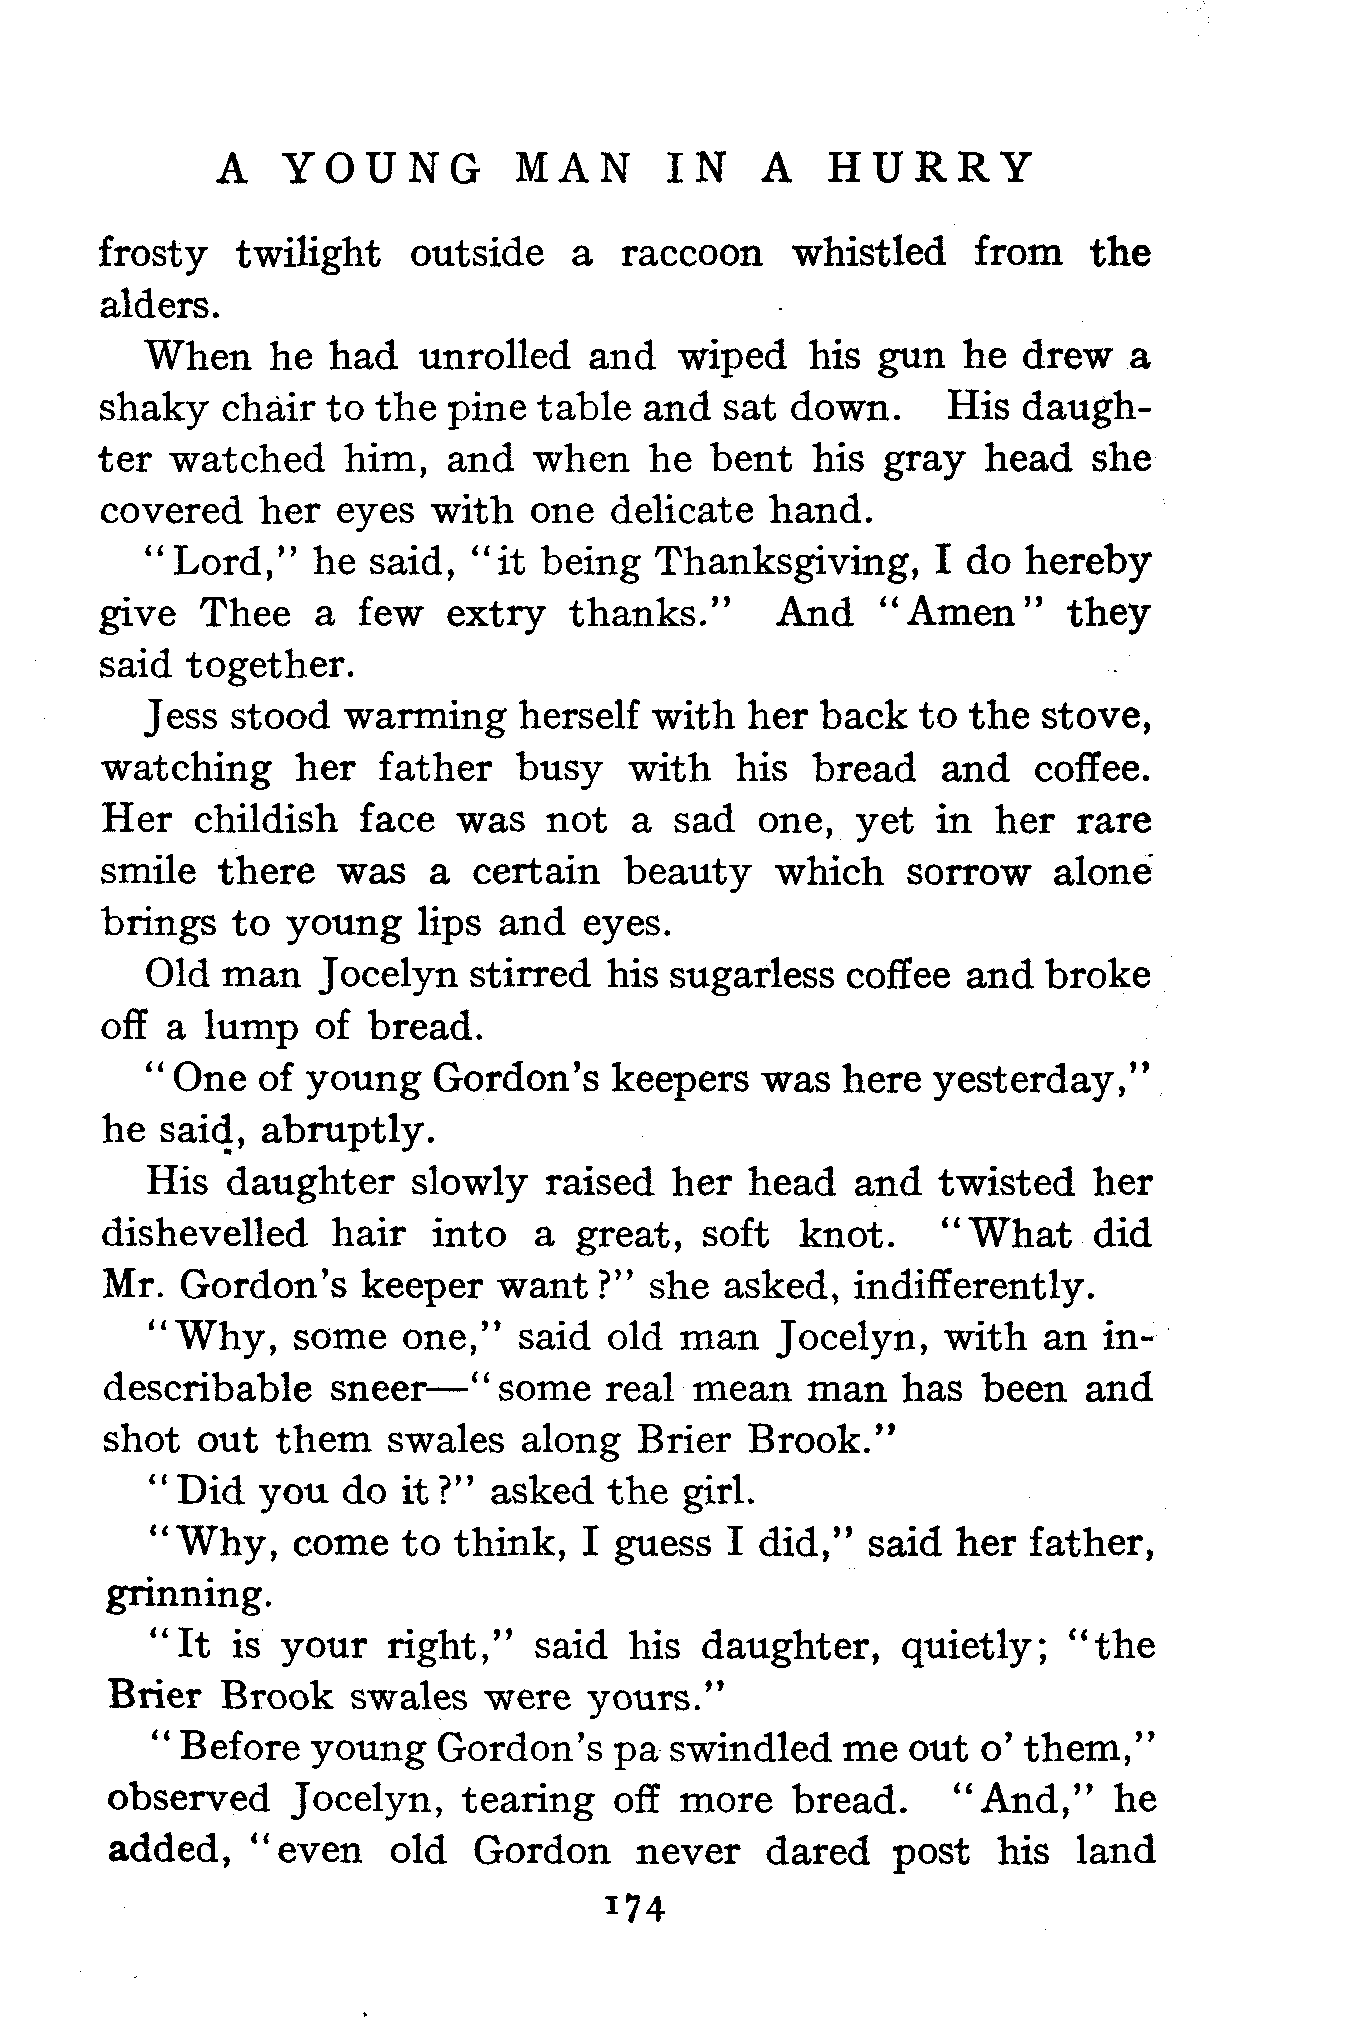 A YOUNG MAN IN A HURRY
frosty twilight outside a raccoon whistled from the
alders.
When he had unrolled and wiped his gun he drew a
shaky chair to the pine table and sat down. His daugh-
ter watched him, and when he bent his gray head she
covered her eyes with one delicate hand.
"Lord," he said, "it being Thanksgiving, I do hereby
give Thee a few extry thanks." And "Amen" they
said together.
Jess stood warming herself with her back to the stove,
watching her father busy with his bread and coffee.
Her childish face was not a sad one, yet in her rare
smile there was a certain beauty which sorrow alone
brings to young lips and eyes.
Old man Jocelyn stirred his sugarless coffee and broke
off a lump of bread.
"One of young Gordon's keepers was here yesterday,"
he said, abruptly.
His daughter slowly raised her head and twisted her
dishevelled hair into a great, soft knot. "What did
Mr. Gordon's keeper want?" she asked, indifferently.
"Why, some one," said old man Jocelyn, with an in-
describable sneer—"some real mean man has been and
shot out them swales along Brier Brook."
"Did you do it?" asked the girl.
"Why, come to think, I guess I did," said her father,
grinning.
"It is your right," said his daughter, quietly; "the
Brier Brook swales were yours."
"Before young Gordon's pa swindled me out o' them,"
observed Jocelyn, tearing off more bread. "And," he
added, "even old Gordon never dared post his land
174